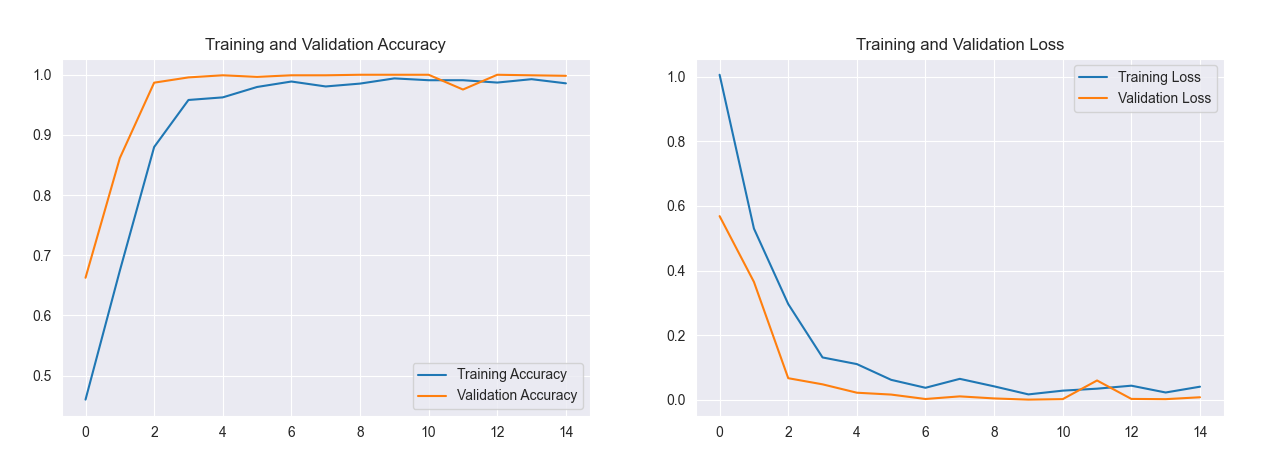 Training and Validation Accuracy
1.0
0.9
0.8
0.7
0.6
0.5
0 2 4 6 8 10 12 14
Training Accuracy
Validation Accuracy
Training and Validation Loss
1.0
0.8
0.6
0.4
0.2
0.0
0 2 4 6 8 10 12 14
Training Loss
Validation Loss